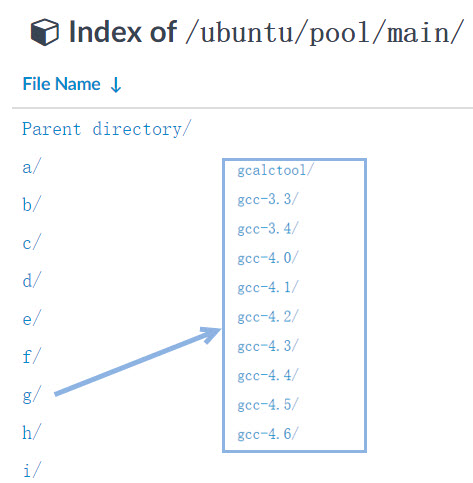 Index of /ubuntu/pool/main/
File Name ↓
Parent directory/
a/
b/
c/
d/
e/
f/
g/
h/
i/
gcalctool/
gcc-3.3/
gcc-3.4/
gcc-4.0/
gcc-4.1/
gcc-4.2/
gcc-4.3/
gcc-4.4/
gcc-4.5/
gcc-4.6/